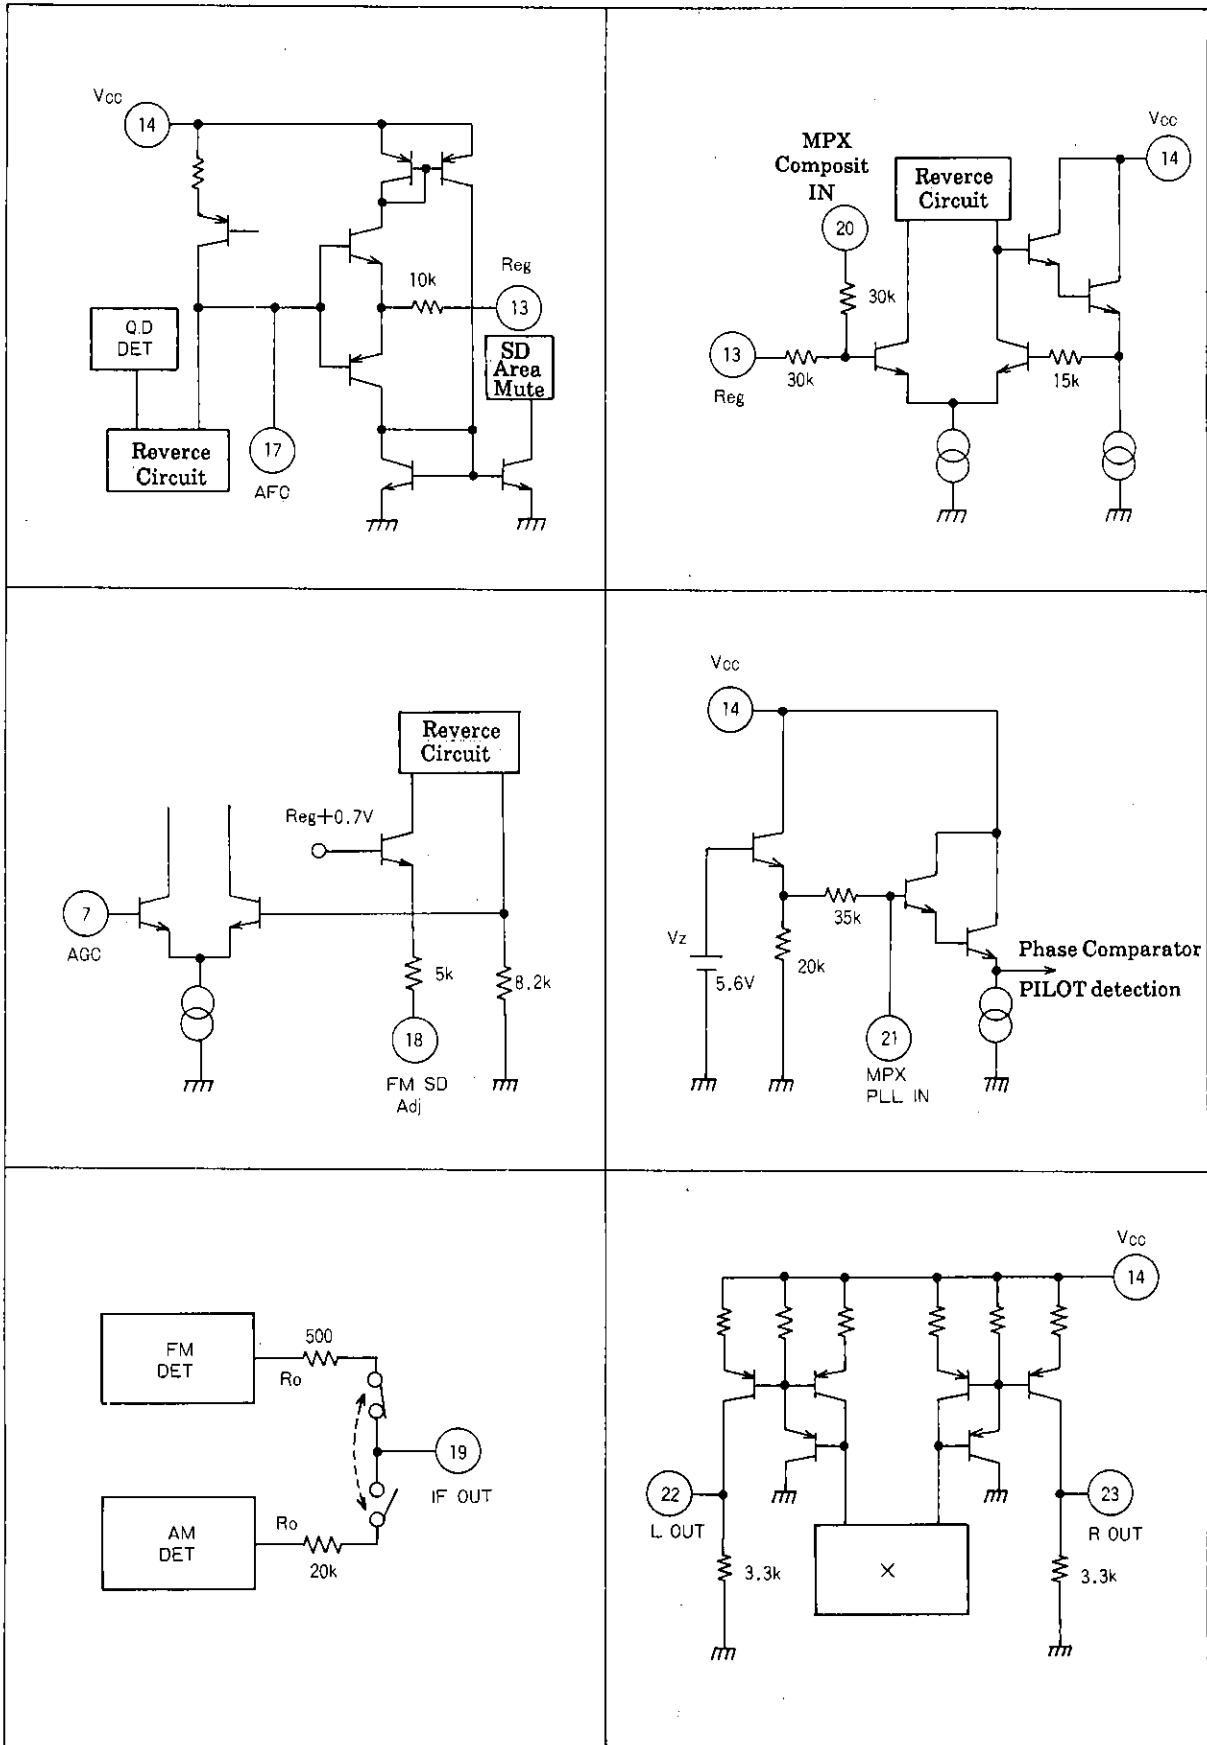 Vcc
14
10k
Reg
13
Q.D
DET
SD
Area
Mute
Reverce
Circuit
17
AFC
MPX
Composit
IN
20
Reverce
Circuit
Vcc
14
30k
13
30k
Reg
15k
Reverce
Circuit
Reg+0.7V
7
AGC
5k
8.2k
18
FM SD
Adj
Vcc
14
35k
Vz
20k
5.6V
Phase Comparator
PILOT detection
21
MPX
PLL IN
FM
DET
500
Ro
19
IF OUT
AM
DET
Ro
20k
Vcc
14
22
L OUT
23
R OUT
3.3k
×
3.3k